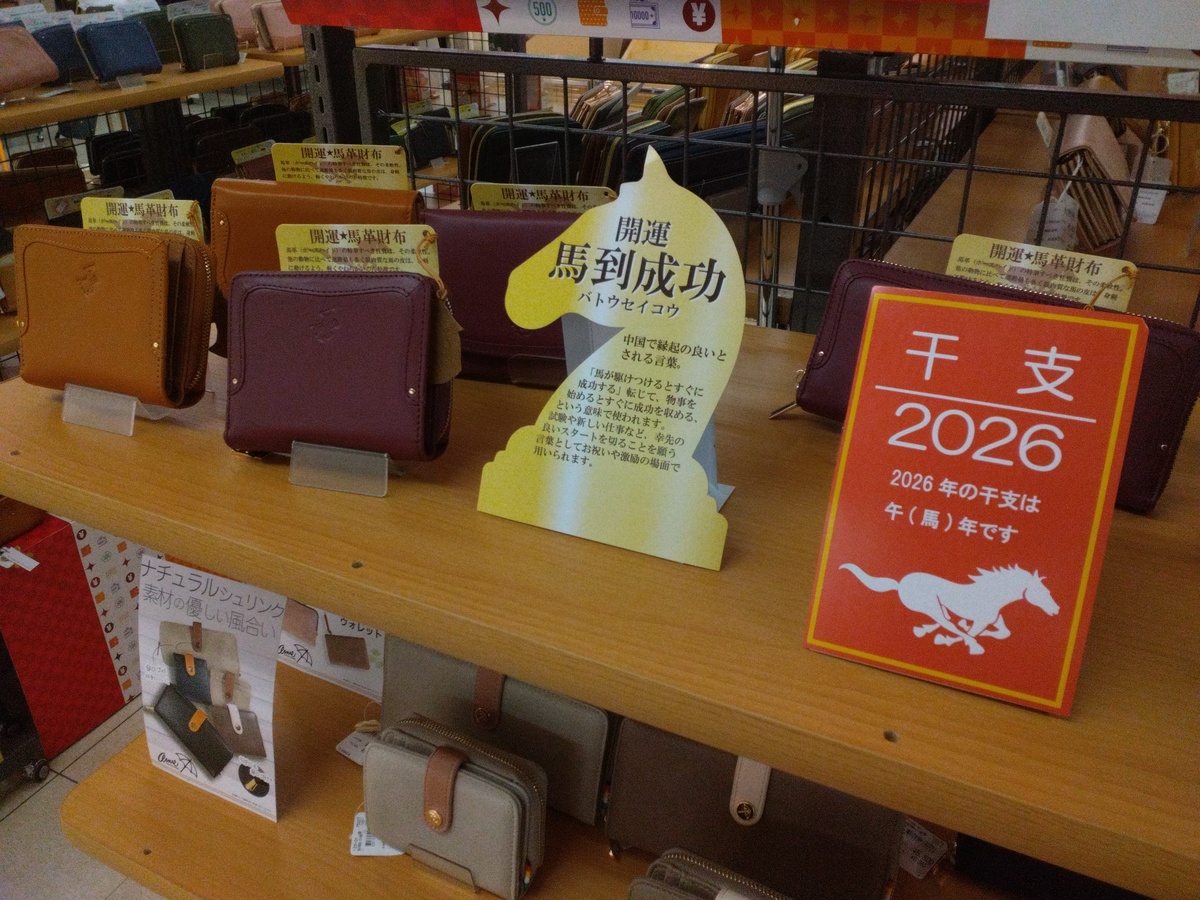 500
10000
¥
開運★馬革財布
開運★馬革財布
開運★馬革財布
開運★馬革財布
開運★馬革財布
開運
馬到成功
バトウセイコウ
中国で縁起の良いと
される言葉。
「馬が駆けつけるとすぐに
成功する」転じて、物事を
始めるとすぐに成功を収める、
という意味で使われます。
試験や新しい仕事など、幸先の
良いスタートを切ることを願う
言葉としてお祝いや激励の場面で
用いられます。
干 支
2026
2026 年の干支は
午(馬)年です
ナチュラルシュリンク
素材の優しい風合い
ウォレット